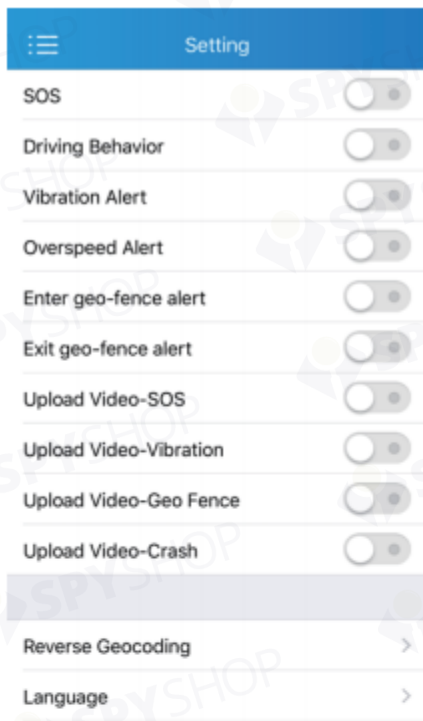 Setting
SOS
Driving Behavior
Vibration Alert
Overspeed Alert
Enter geo-fence alert
Exit geo-fence alert
Upload Video-SOS
Upload Video-Vibration
Upload Video-Geo Fence
Upload Video-Crash
Reverse Geocoding
Language
SPYSHOP